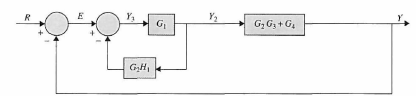 R E Y₃ G₁ Y₂ G₂G₃ + G₄ Y
+ − + −
G₂H₁